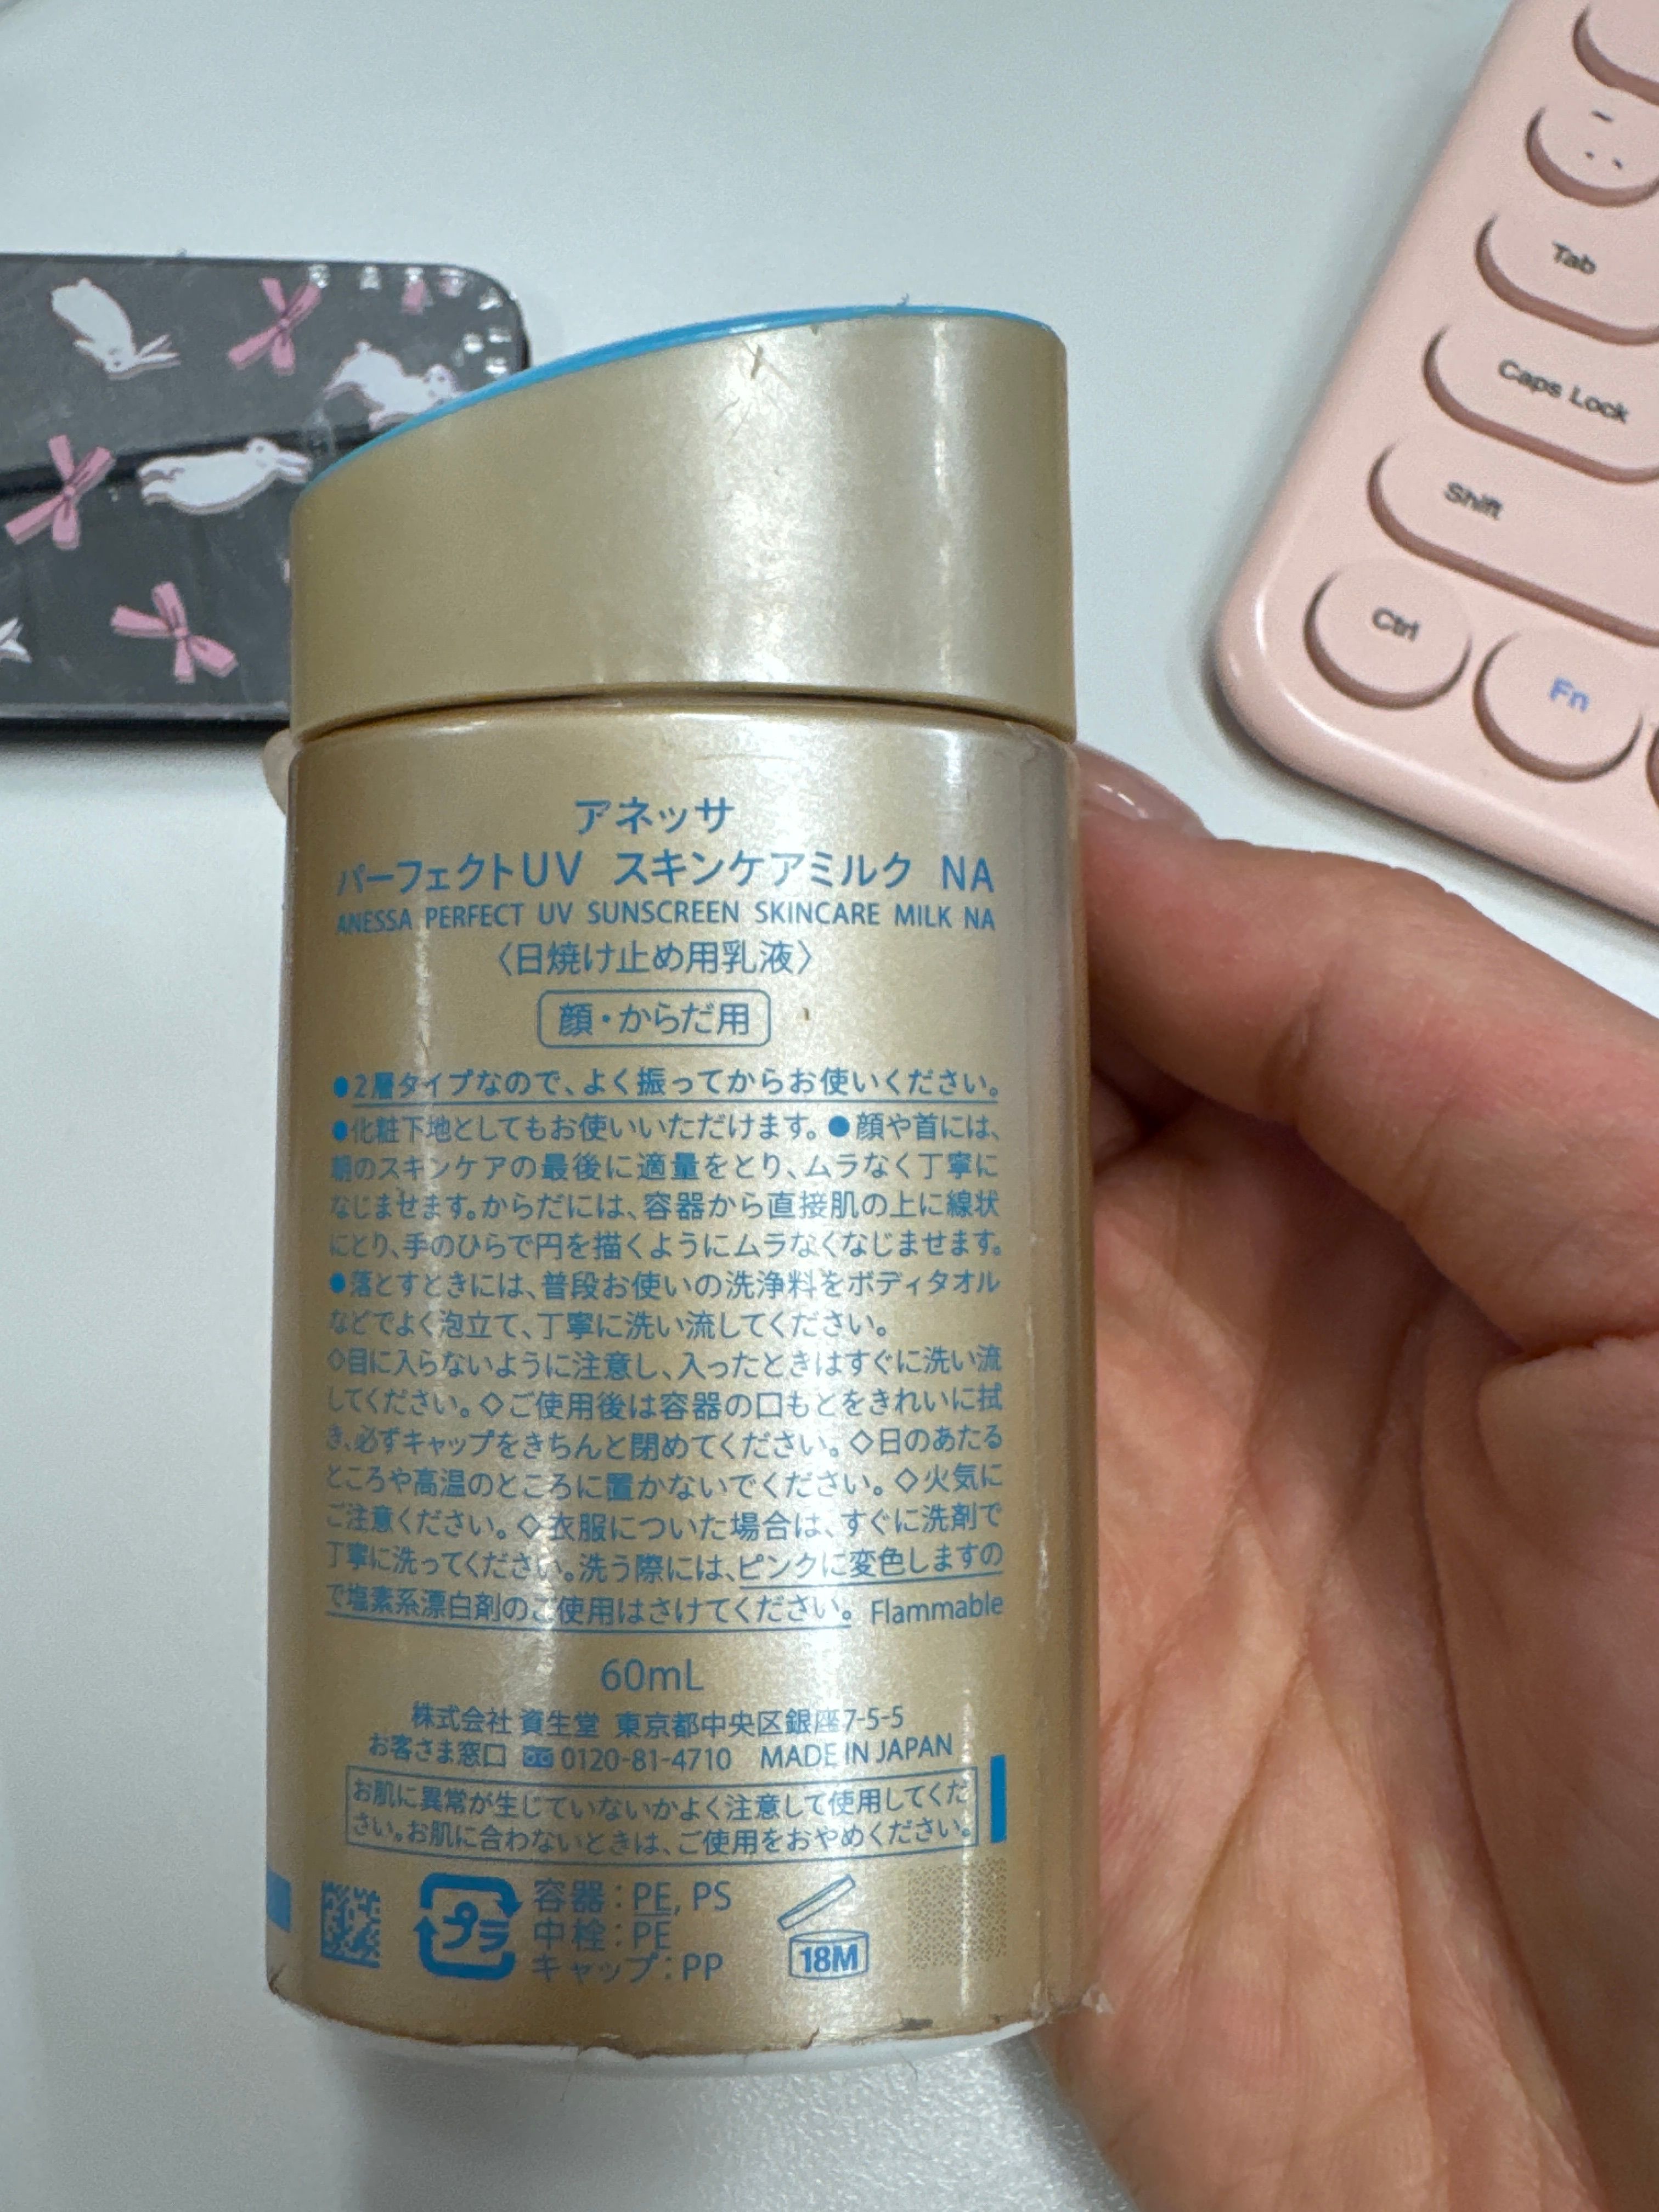 アネッサ
パーフェクトUV スキンケアミルク NA
ANESSA PERFECT UV SUNSCREEN SKINCARE MILK NA
〈日焼け止め用乳液〉
顔・からだ用
●2層タイプなので、よく振ってからお使いください。
●化粧下地としてもお使いいただけます。●顔や首には、
朝のスキンケアの最後に適量をとり、ムラなく丁寧に
なじませます。からだには、容器から直接肌の上に線状
にとり、手のひらで円を描くようにムラなくなじませます。
●落とすときには、普段お使いの洗浄料をボディタオル
などでよく泡立て、丁寧に洗い流してください。
◇目に入らないように注意し、入ったときはすぐに洗い流
してください。◇ご使用後は容器の口もとをきれいに拭
き、必ずキャップをきちんと閉めてください。◇日のあたる
ところや高温のところに置かないでください。◇火気に
ご注意ください。◇衣服についた場合は、すぐに洗剤で
丁寧に洗ってください。洗う際には、ピンクに変色しますの
で塩素系漂白剤のご使用はさけてください。 Flammable
60mL
株式会社 資生堂 東京都中央区銀座7-5-5
お客さま窓口 0120-81-4710 MADE IN JAPAN
お肌に異常が生じていないかよく注意して使用してくだ
さい。お肌に合わないときは、ご使用をおやめください。
プラ
容器:PE, PS
中栓:PE
キャップ:PP
18M
Tab
Caps Lock
Shift
Ctrl
Fn